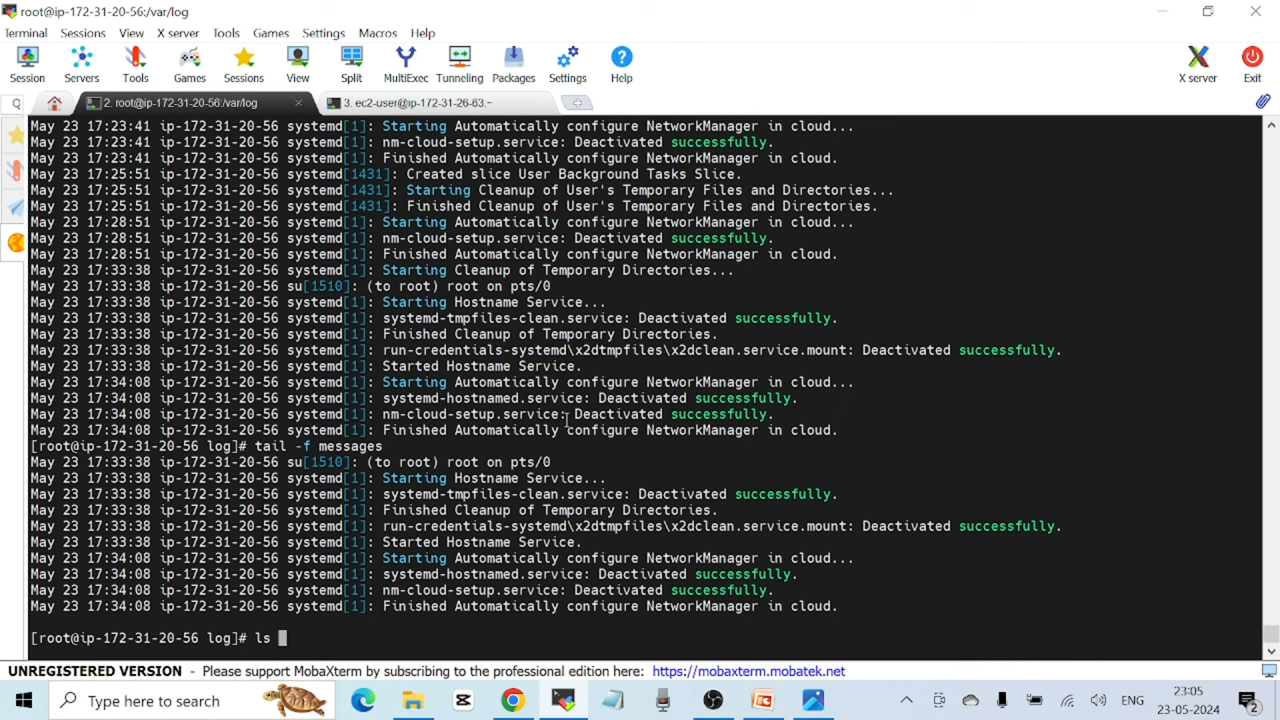 root@ip-172-31-20-56:/var/log
Terminal Sessions View X server Tools Games Settings Macros Help
Session Servers Tools Games Sessions View Split MultiExec Tunneling Packages Settings Help X server Exit
2. root@ip-172-31-20-56:/var/log 3. ec2-user@ip-172-31-26-63:~
May 23 17:23:41 ip-172-31-20-56 systemd[1]: Starting Automatically configure NetworkManager in cloud...
May 23 17:23:41 ip-172-31-20-56 systemd[1]: nm-cloud-setup.service: Deactivated successfully.
May 23 17:23:41 ip-172-31-20-56 systemd[1]: Finished Automatically configure NetworkManager in cloud.
May 23 17:25:51 ip-172-31-20-56 systemd[1431]: Created slice User Background Tasks Slice.
May 23 17:25:51 ip-172-31-20-56 systemd[1431]: Starting Cleanup of User's Temporary Files and Directories...
May 23 17:25:51 ip-172-31-20-56 systemd[1431]: Finished Cleanup of User's Temporary Files and Directories.
May 23 17:28:51 ip-172-31-20-56 systemd[1]: Starting Automatically configure NetworkManager in cloud...
May 23 17:28:51 ip-172-31-20-56 systemd[1]: nm-cloud-setup.service: Deactivated successfully.
May 23 17:28:51 ip-172-31-20-56 systemd[1]: Finished Automatically configure NetworkManager in cloud.
May 23 17:33:38 ip-172-31-20-56 systemd[1]: Starting Cleanup of Temporary Directories...
May 23 17:33:38 ip-172-31-20-56 su[1510]: (to root) root on pts/0
May 23 17:33:38 ip-172-31-20-56 systemd[1]: Starting Hostname Service...
May 23 17:33:38 ip-172-31-20-56 systemd[1]: systemd-tmpfiles-clean.service: Deactivated successfully.
May 23 17:33:38 ip-172-31-20-56 systemd[1]: Finished Cleanup of Temporary Directories.
May 23 17:33:38 ip-172-31-20-56 systemd[1]: run-credentials-systemd\x2dtmpfiles\x2dclean.service.mount: Deactivated successfully.
May 23 17:33:38 ip-172-31-20-56 systemd[1]: Started Hostname Service.
May 23 17:34:08 ip-172-31-20-56 systemd[1]: Starting Automatically configure NetworkManager in cloud...
May 23 17:34:08 ip-172-31-20-56 systemd[1]: systemd-hostnamed.service: Deactivated successfully.
May 23 17:34:08 ip-172-31-20-56 systemd[1]: nm-cloud-setup.service: Deactivated successfully.
May 23 17:34:08 ip-172-31-20-56 systemd[1]: Finished Automatically configure NetworkManager in cloud.
[root@ip-172-31-20-56 log]# tail -f messages
May 23 17:33:38 ip-172-31-20-56 su[1510]: (to root) root on pts/0
May 23 17:33:38 ip-172-31-20-56 systemd[1]: Starting Hostname Service...
May 23 17:33:38 ip-172-31-20-56 systemd[1]: systemd-tmpfiles-clean.service: Deactivated successfully.
May 23 17:33:38 ip-172-31-20-56 systemd[1]: Finished Cleanup of Temporary Directories.
May 23 17:33:38 ip-172-31-20-56 systemd[1]: run-credentials-systemd\x2dtmpfiles\x2dclean.service.mount: Deactivated successfully.
May 23 17:33:38 ip-172-31-20-56 systemd[1]: Started Hostname Service.
May 23 17:34:08 ip-172-31-20-56 systemd[1]: Starting Automatically configure NetworkManager in cloud...
May 23 17:34:08 ip-172-31-20-56 systemd[1]: systemd-hostnamed.service: Deactivated successfully.
May 23 17:34:08 ip-172-31-20-56 systemd[1]: nm-cloud-setup.service: Deactivated successfully.
May 23 17:34:08 ip-172-31-20-56 systemd[1]: Finished Automatically configure NetworkManager in cloud.
[root@ip-172-31-20-56 log]# ls
UNREGISTERED VERSION - Please support MobaXterm by subscribing to the professional edition here: https://mobaxterm.mobatek.net
Type here to search ENG 23:05
23-05-2024 2